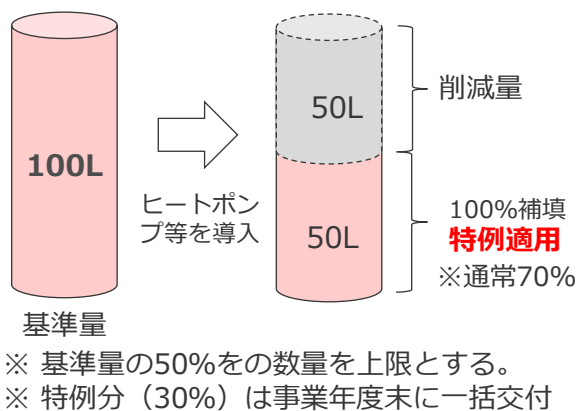 100L
基準量
ヒートポン
プ等を導入
50L
削減量
50L
100%補填
特例適用
※通常70%
※ 基準量の50%をの数量を上限とする。
※ 特例分（30%）は事業年度末に一括交付